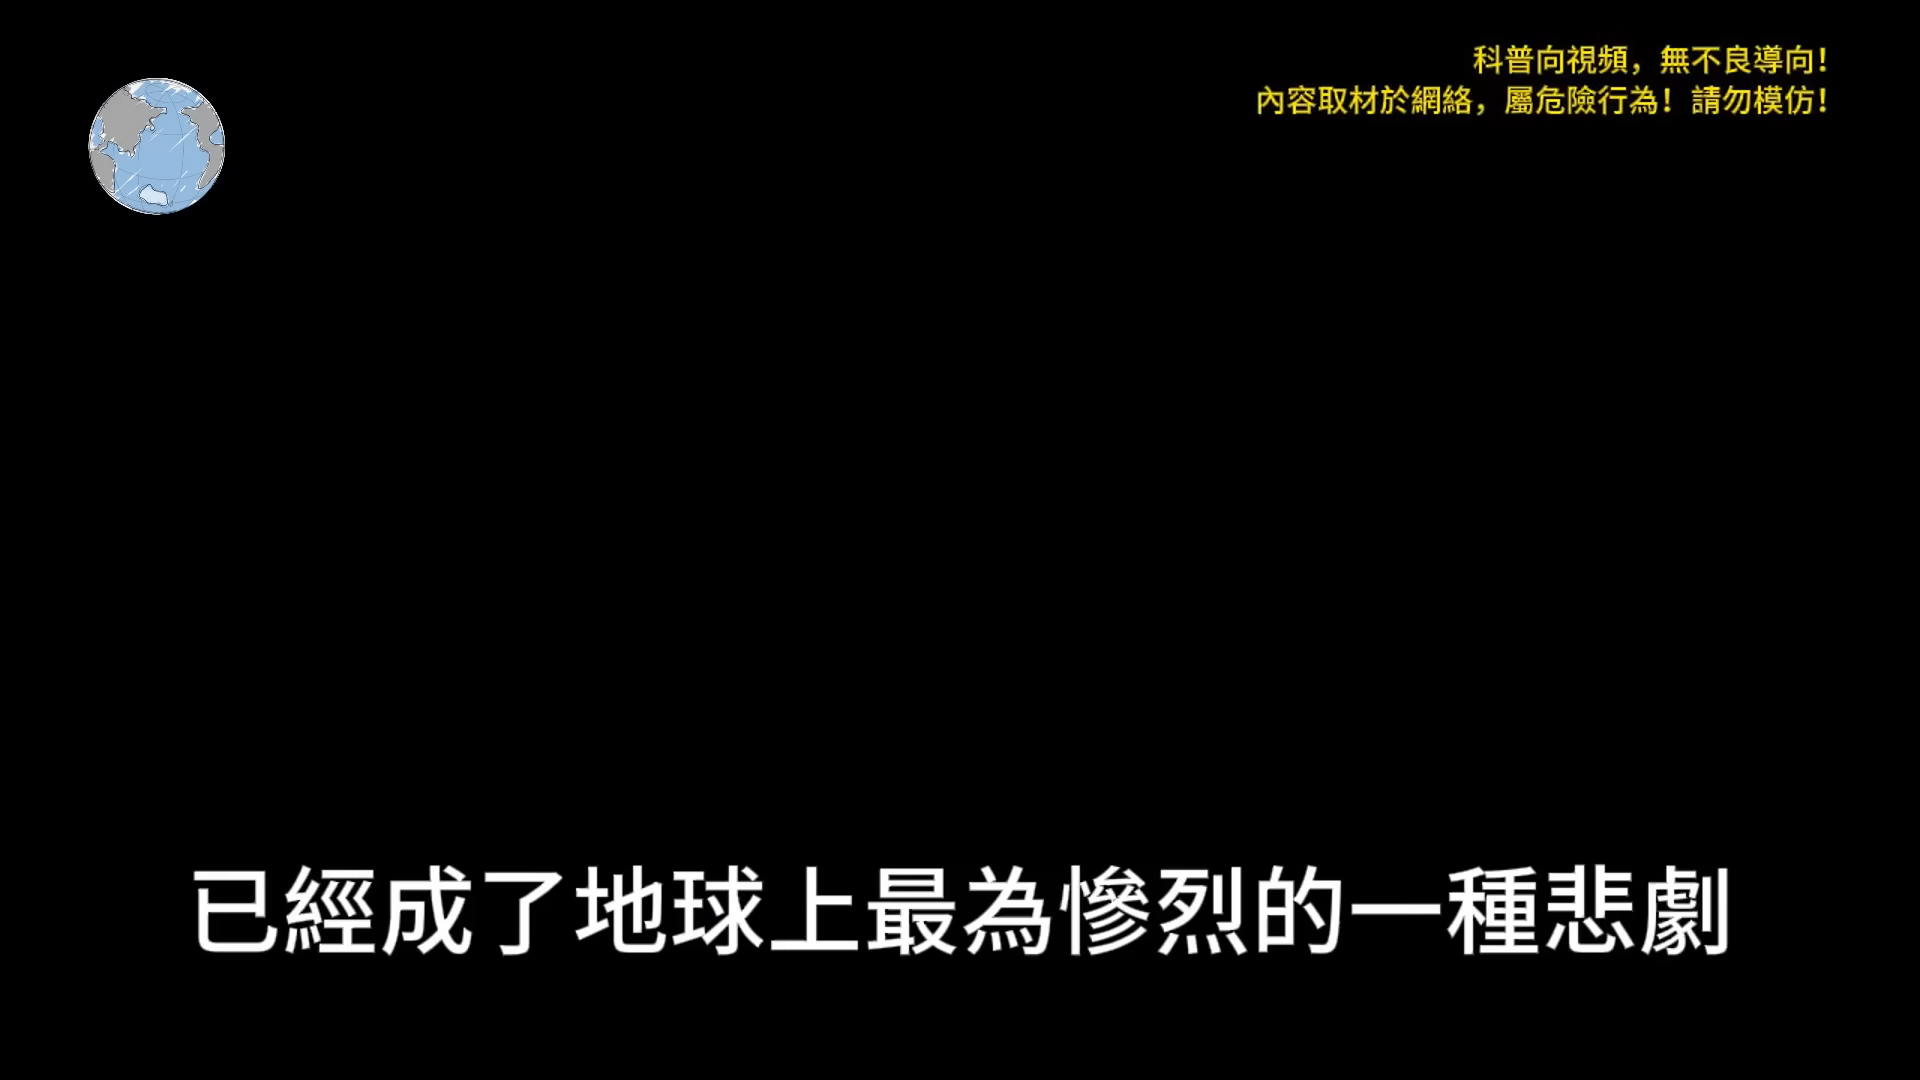 科普向視頻，無不良導向！
內容取材於網絡，屬危險行為！請勿模仿！
已經成了地球上最為慘烈的一種悲劇